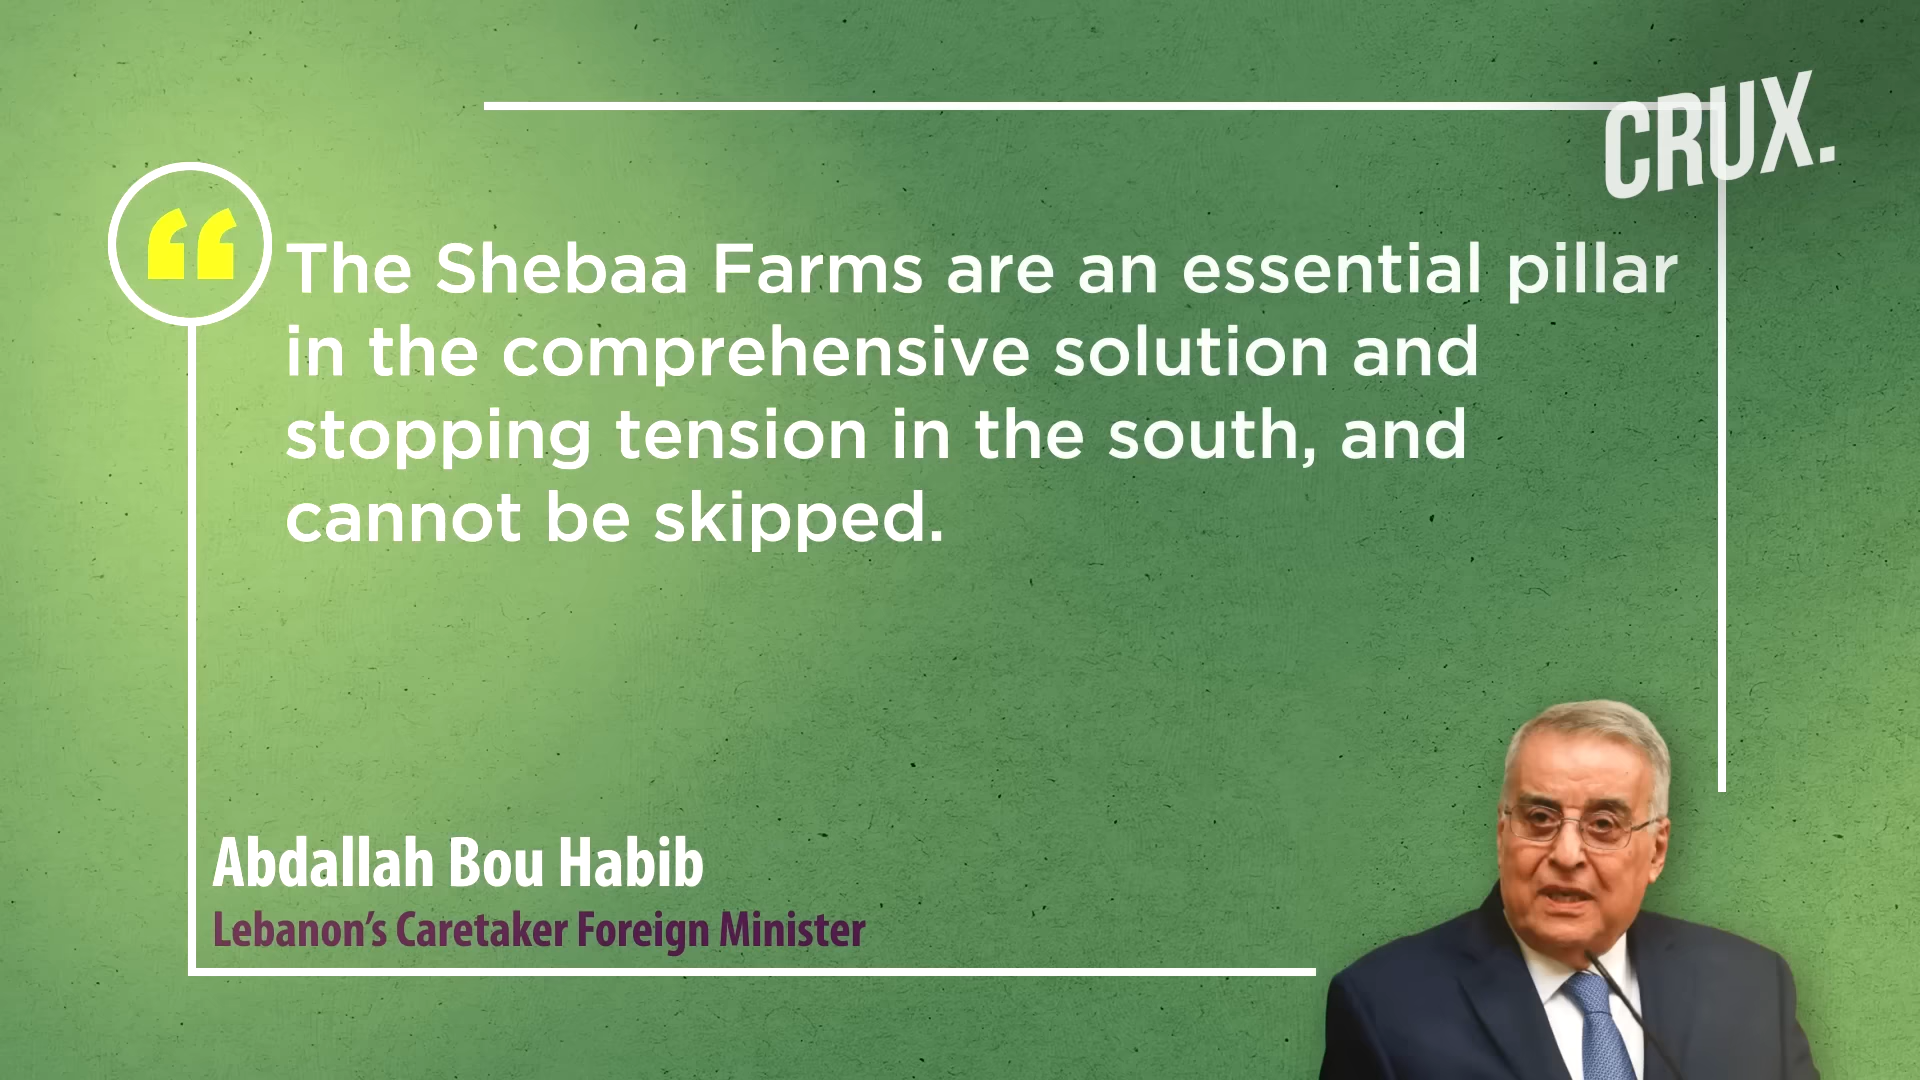 CRUX.
“
The Shebaa Farms are an essential pillar
in the comprehensive solution and
stopping tension in the south, and
cannot be skipped.
Abdallah Bou Habib
Lebanon’s Caretaker Foreign Minister